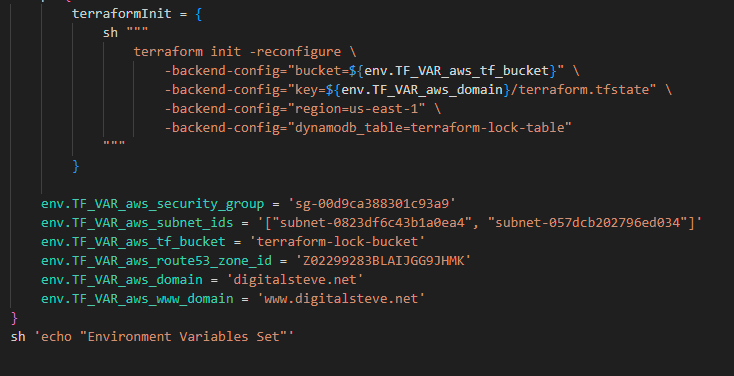 terraformInit = {
sh """
terraform init -reconfigure \
-backend-config="bucket=${env.TF_VAR_aws_tf_bucket}" \
-backend-config="key=${env.TF_VAR_aws_domain}/terraform.tfstate" \
-backend-config="region=us-east-1" \
-backend-config="dynamodb_table=terraform-lock-table"
"""
}
env.TF_VAR_aws_security_group = 'sg-00d9ca388301c93a9'
env.TF_VAR_aws_subnet_ids = '["subnet-0823df6c43b1a0ea4", "subnet-057dcb202796ed034"]'
env.TF_VAR_aws_tf_bucket = 'terraform-lock-bucket'
env.TF_VAR_aws_route53_zone_id = 'Z02299283BLAIJGG9JHMK'
env.TF_VAR_aws_domain = 'digitalsteve.net'
env.TF_VAR_aws_www_domain = 'www.digitalsteve.net'
}
sh 'echo "Environment Variables Set"'